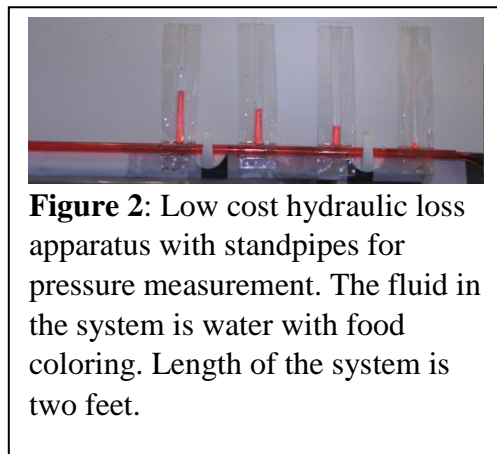 Figure 2: Low cost hydraulic loss
apparatus with standpipes for
pressure measurement. The fluid in
the system is water with food
coloring. Length of the system is
two feet.